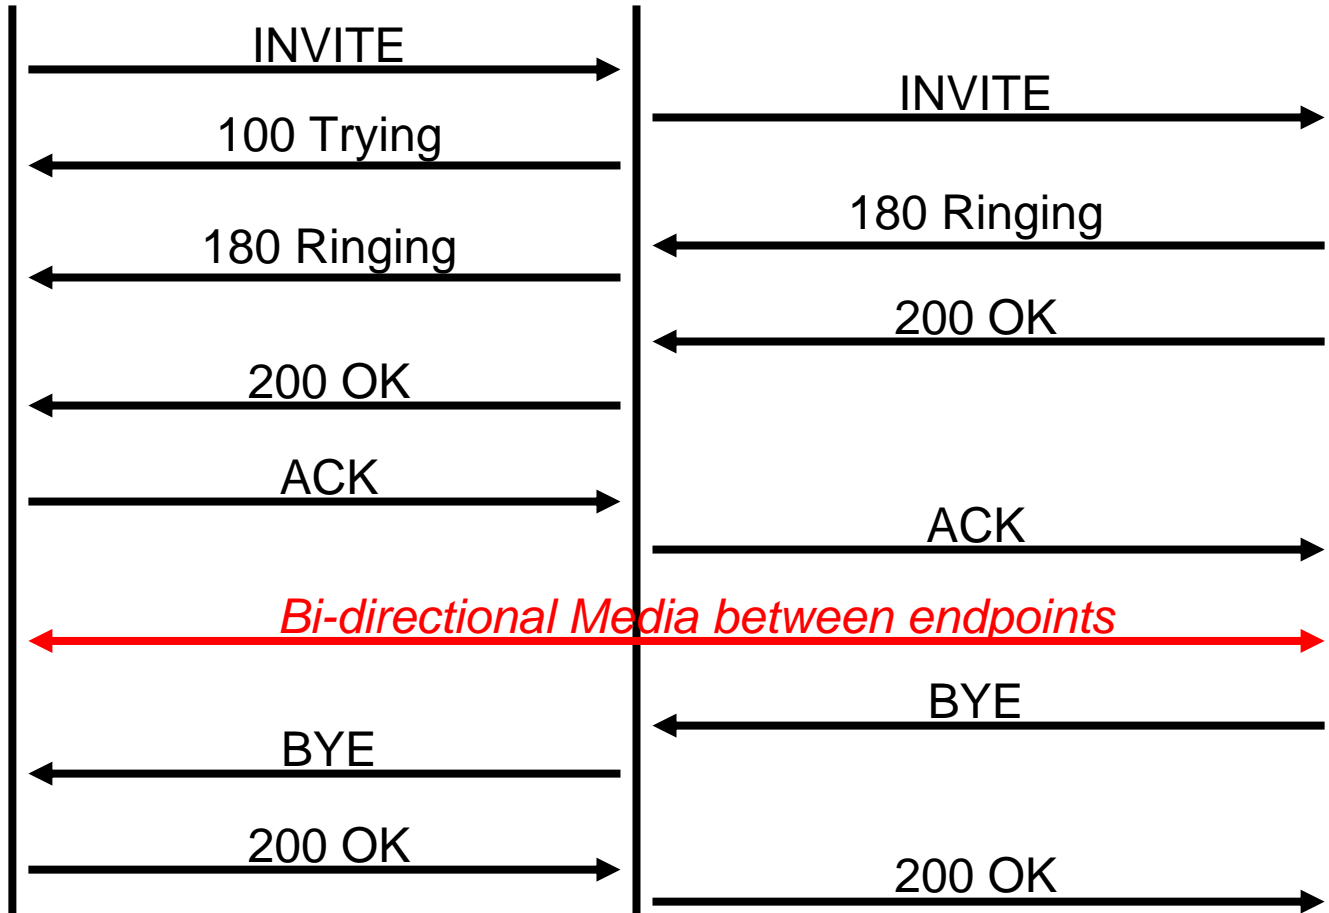 INVITE
INVITE
100 Trying
180 Ringing
180 Ringing
200 OK
200 OK
ACK
ACK
Bi-directional Media between endpoints
BYE
BYE
200 OK
200 OK